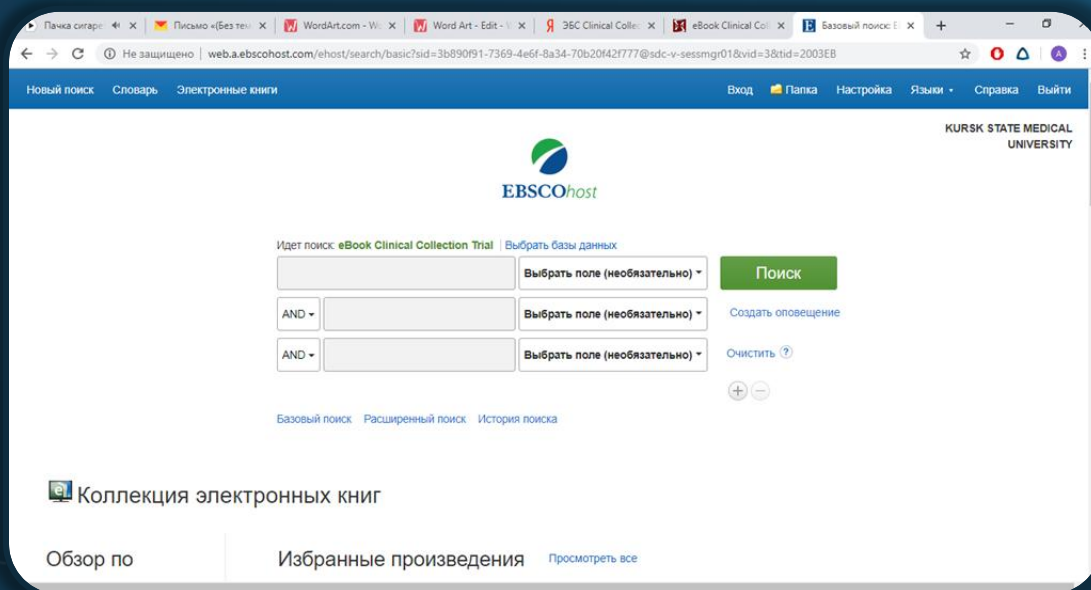 Пачка сигаре
Письмо «(Без тем
WordArt.com - Wo
Word Art - Edit - W
ЭБС Clinical Collec
eBook Clinical Col
Базовый поиск: E
Не защищено | web.a.ebscohost.com/ehost/search/basic?sid=3b890f91-7369-4e6f-8a34-70b20f42f777@sdc-v-sessmgr01&vid=3&tid=2003EB
Новый поиск Словарь Электронные книги Вход Папка Настройка Языки Справка Выйти
KURSK STATE MEDICAL
UNIVERSITY
EBSCOhost
Идет поиск: eBook Clinical Collection Trial | Выбрать базы данных
Выбрать поле (необязательно) Поиск
AND Выбрать поле (необязательно) Создать оповещение
AND Выбрать поле (необязательно) Очистить ?
Базовый поиск Расширенный поиск История поиска
Коллекция электронных книг
Обзор по Избранные произведения Просмотреть все